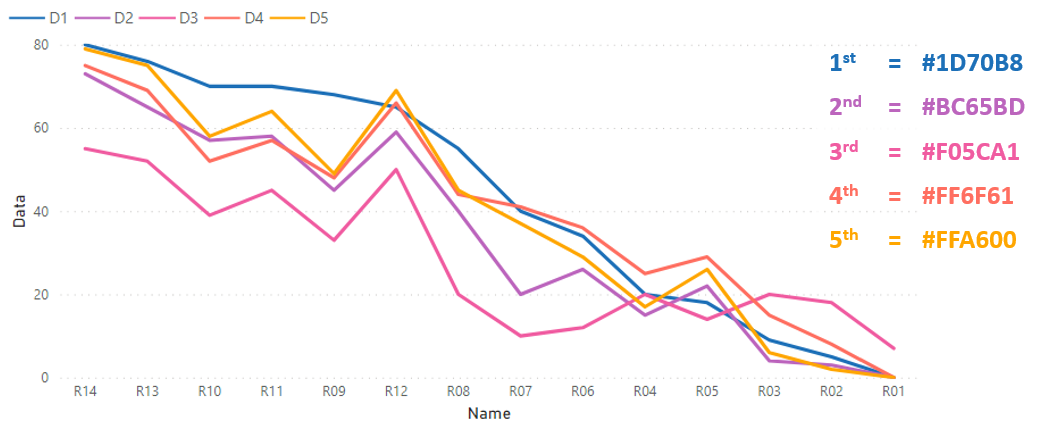 D1 D2 D3 D4 D5
80
60
40
20
0
Data
R14 R13 R10 R11 R09 R12 R08 R07 R06 R04 R05 R03 R02 R01
Name
1st = #1D70B8
2nd = #BC65BD
3rd = #F05CA1
4th = #FF6F61
5th = #FFA600